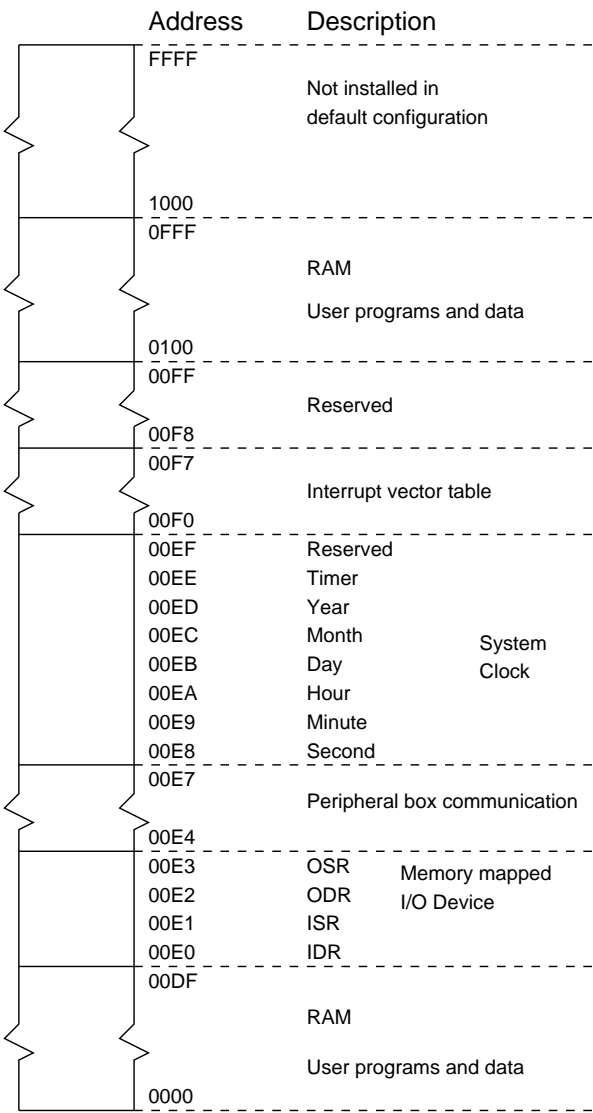 Address Description
FFFF
Not installed in
default configuration
1000
0FFF
RAM
User programs and data
0100
00FF
Reserved
00F8
00F7
Interrupt vector table
00F0
00EF Reserved
00EE Timer
00ED Year
00EC Month
System
00EB Day
Clock
00EA Hour
00E9 Minute
00E8 Second
00E7
Peripheral box communication
00E4
00E3 OSR Memory mapped
00E2 ODR I/O Device
00E1 ISR
00E0 IDR
00DF
RAM
User programs and data
0000